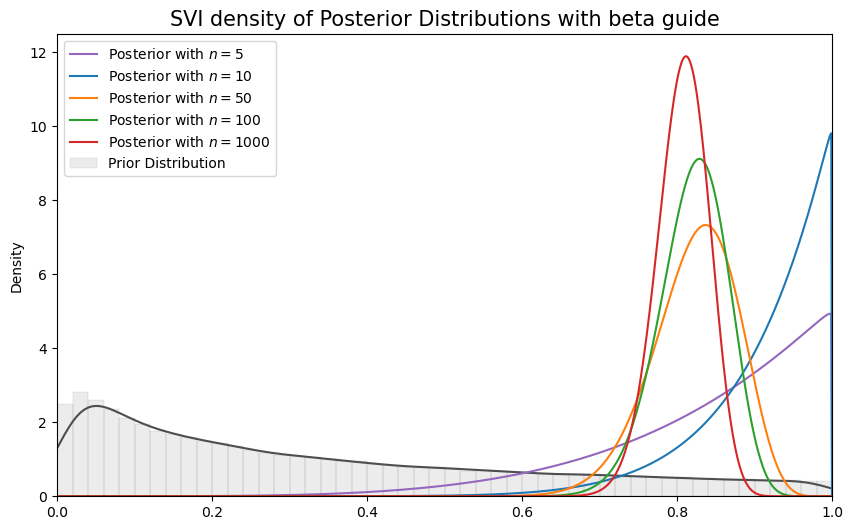 SVI density of Posterior Distributions with beta guide
Posterior with n = 5
Posterior with n = 10
Posterior with n = 50
Posterior with n = 100
Posterior with n = 1000
Prior Distribution
Density
12
10
8
6
4
2
0
0.0 0.2 0.4 0.6 0.8 1.0